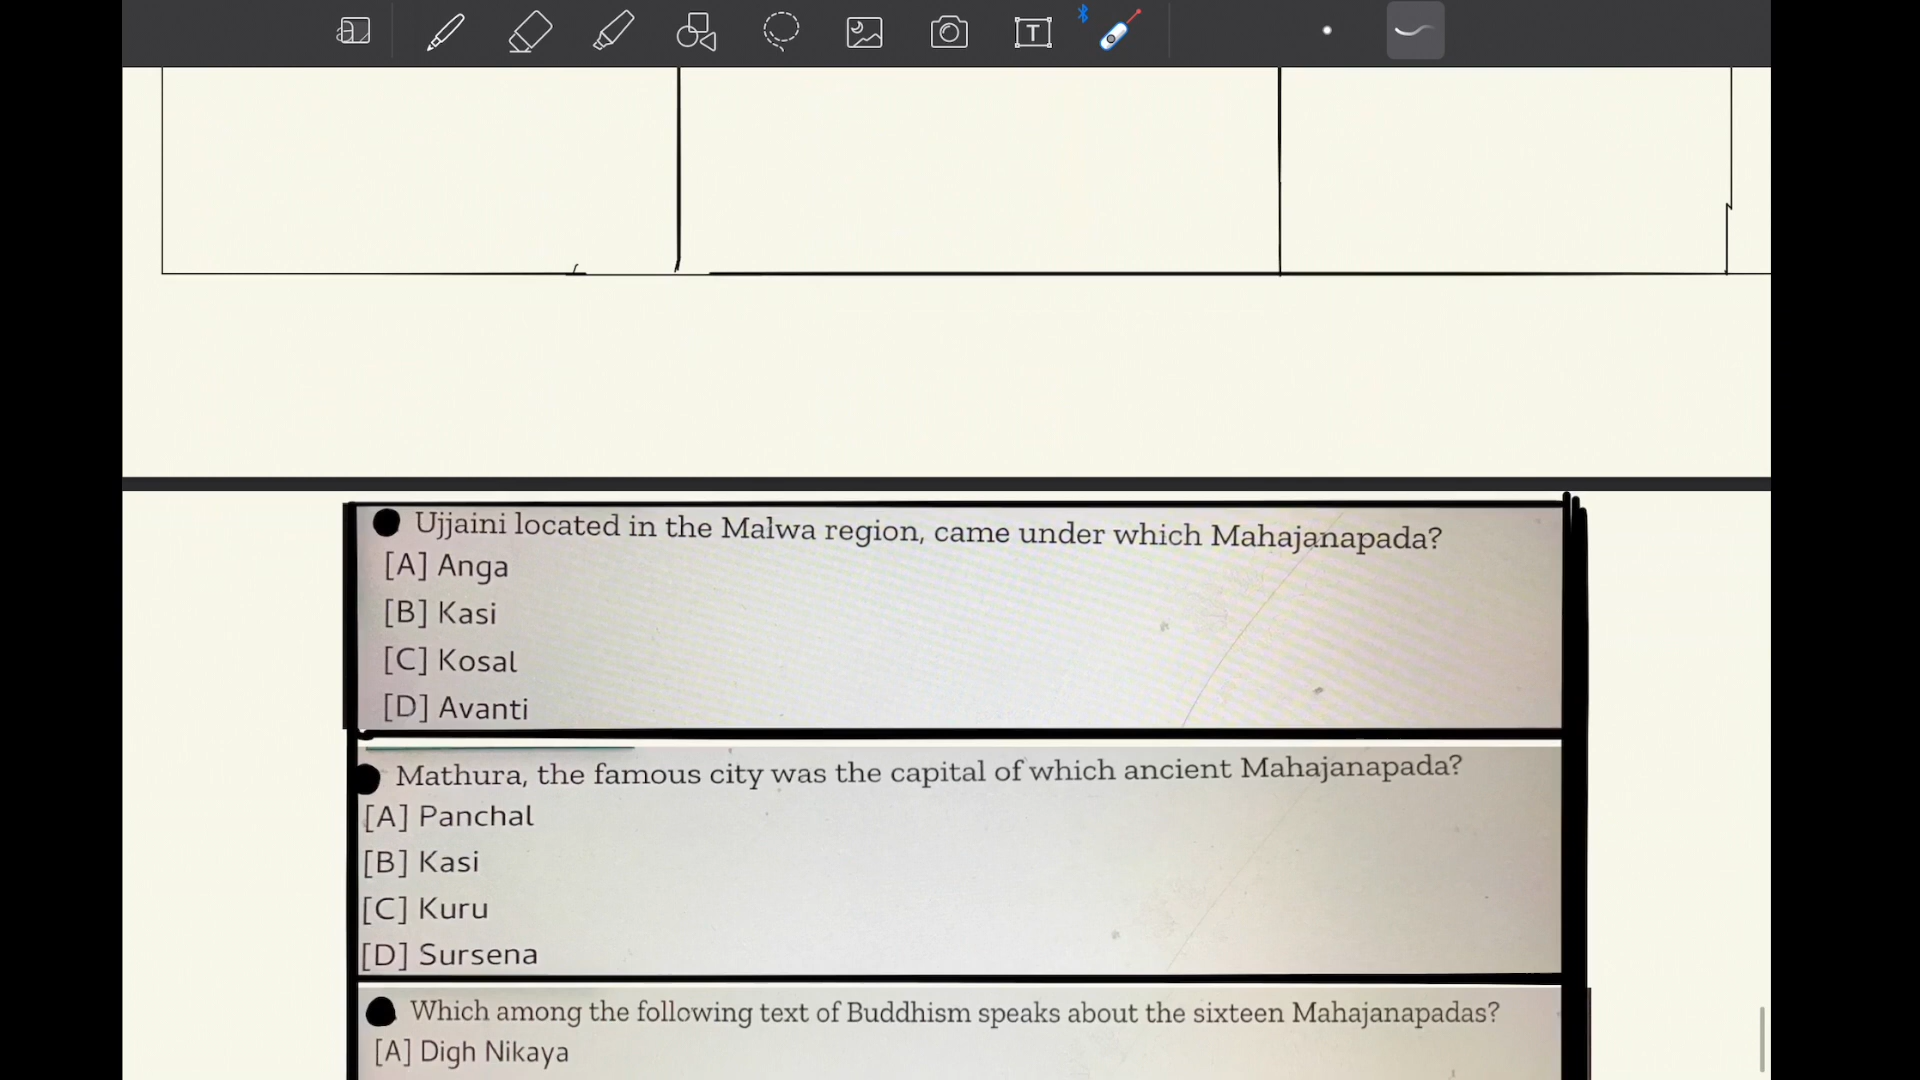 T
Ujjaini located in the Malwa region, came under which Mahajanapada?
[A] Anga
[B] Kasi
[C] Kosal
[D] Avanti
Mathura, the famous city was the capital of which ancient Mahajanapada?
[A] Panchal
[B] Kasi
[C] Kuru
[D] Sursena
Which among the following text of Buddhism speaks about the sixteen Mahajanapadas?
[A] Digh Nikaya